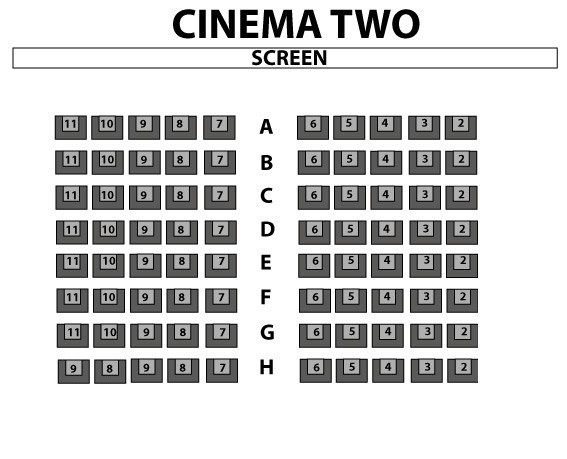 CINEMA TWO
SCREEN
11 10 9 8 7 A 6 5 4 3 2
11 10 9 8 7 B 6 5 4 3 2
11 10 9 8 7 C 6 5 4 3 2
11 10 9 8 7 D 6 5 4 3 2
11 10 9 8 7 E 6 5 4 3 2
11 10 9 8 7 F 6 5 4 3 2
11 10 9 8 7 G 6 5 4 3 2
9 8 9 8 7 H 6 5 4 3 2